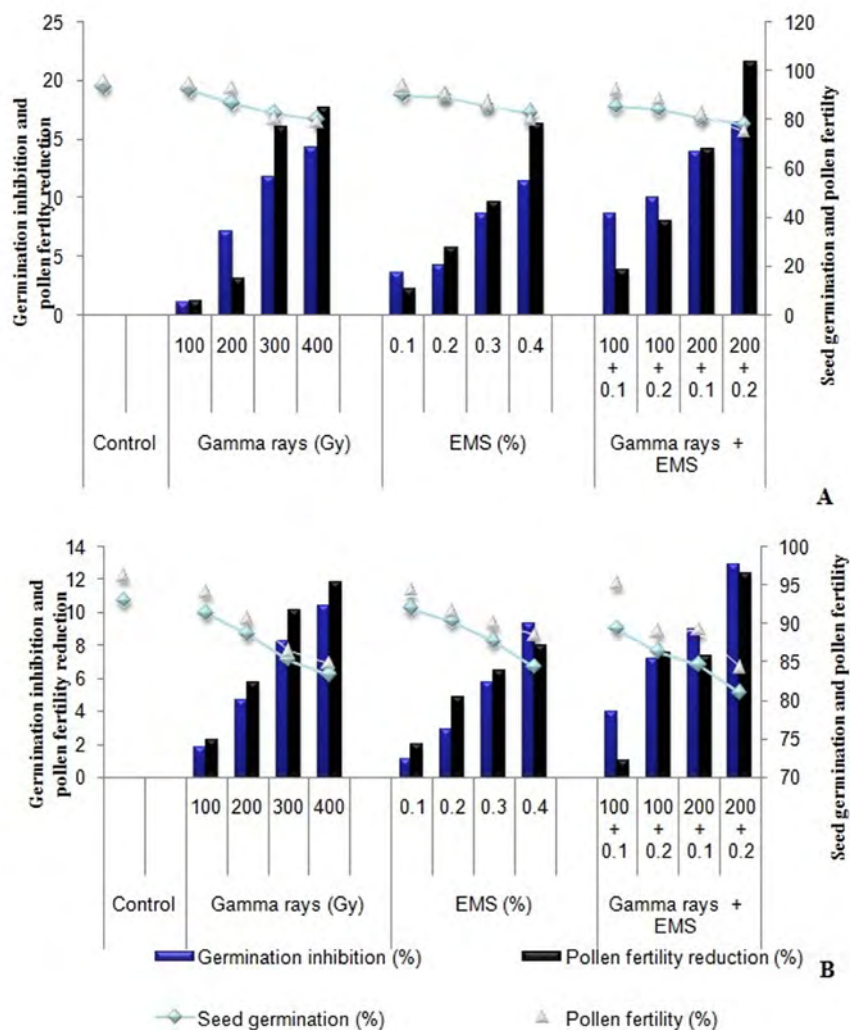 25
20
15
10
5
0
120
100
80
60
40
20
0
Germination inhibition and
pollen fertility reduction
Seed germination and pollen fertility
100 200 300 400 0.1 0.2 0.3 0.4 100 + 0.1 100 + 0.2 200 + 0.1 200 + 0.2
Control Gamma rays (Gy) EMS (%) Gamma rays + EMS
A
14
12
10
8
6
4
2
0
100
95
90
85
80
75
70
Germination inhibition and
pollen fertility reduction
Seed germination and pollen fertility
100 200 300 400 0.1 0.2 0.3 0.4 100 + 0.1 100 + 0.2 200 + 0.1 200 + 0.2
Control Gamma rays (Gy) EMS (%) Gamma rays + EMS
Germination inhibition (%) Pollen fertility reduction (%)
B
Seed germination (%) Pollen fertility (%)